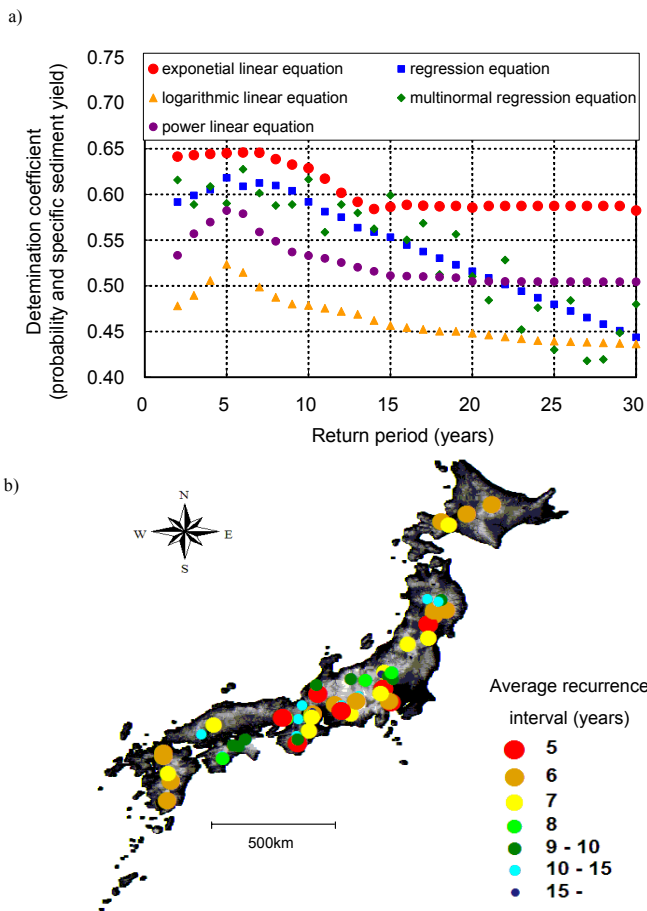 a)
0.75
0.70
0.65
0.60
0.55
0.50
0.45
0.40
Detemination coefficient
(probability and specific sediment yield)
exponetial linear equation
regression equation
logarithmic linear equation
multinormal regression equation
power linear equation
0 5 10 15 20 25 30
Return period (years)
b)
N
W E
S
500km
Average recurrence
interval (years)
5
6
7
8
9 - 10
10 - 15
15 -